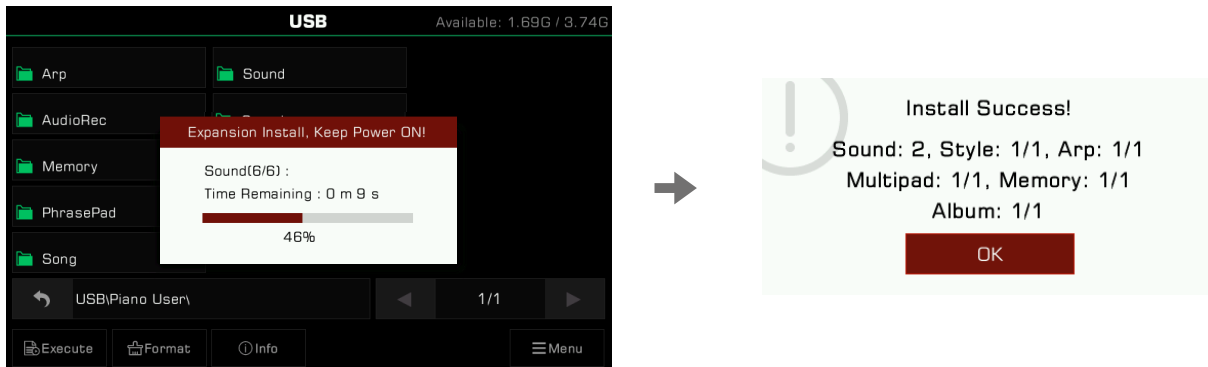 USB
Available: 1.69G / 3.74G
Arp
Sound
AudioRec
Expansion Install, Keep Power ON!
Memory
Sound(6/6) :
Time Remaining : 0 m 9 s
PhrasePad
46%
Song
USB\Piano User\
1/1
Execute
Format
Info
Menu
Install Success!
Sound: 2, Style: 1/1, Arp: 1/1
Multipad: 1/1, Memory: 1/1
Album: 1/1
OK